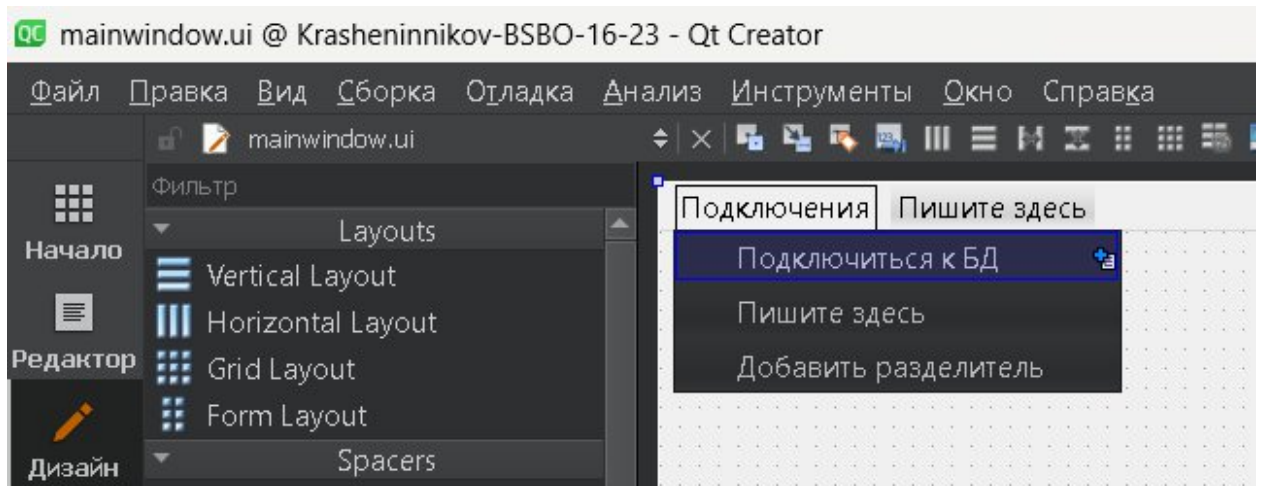 QC mainwindow.ui @ Krasheninnikov-BSBO-16-23 - Qt Creator
Файл Правка Вид Сборка Отладка Анализ Инструменты Окно Справка
mainwindow.ui
Фильтр
Layouts
Vertical Layout
Horizontal Layout
Grid Layout
Form Layout
Spacers
Начало
Редактор
Дизайн
Подключения Пишите здесь
Подключиться к БД
Пишите здесь
Добавить разделитель